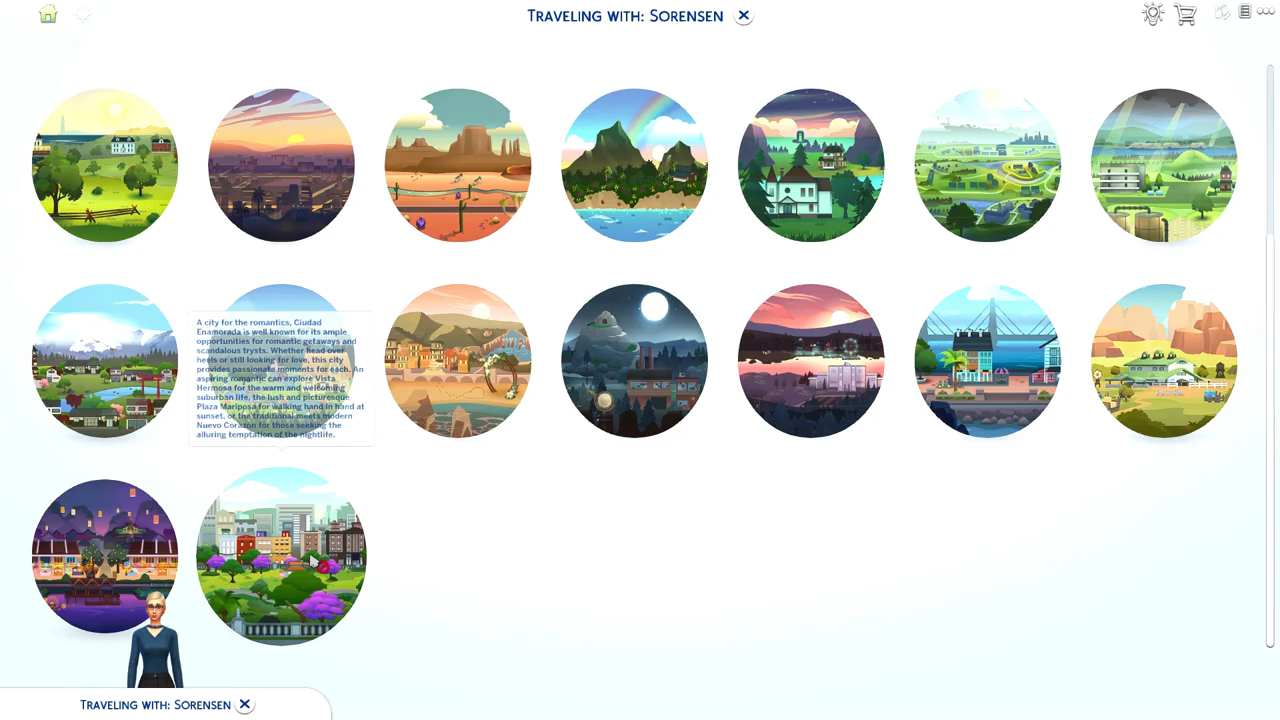 Traveling with: Sorensen
A city for the romantics, Ciudad
Enamorada is well known for its ample
opportunities for romantic getaways and
scandalous trysts. Whether head over
heels or still looking for love, this city
provides passionate moments for each. An
aspiring romantic can explore Vista
Hermosa for the warm and welcoming
suburban life, the lush and picturesque
Plaza Mariposa for walking hand in hand at
sunset, or the traditional meets modern
Nuevo Corazón for those seeking the
alluring temptation of the nightlife.
Traveling with: Sorensen